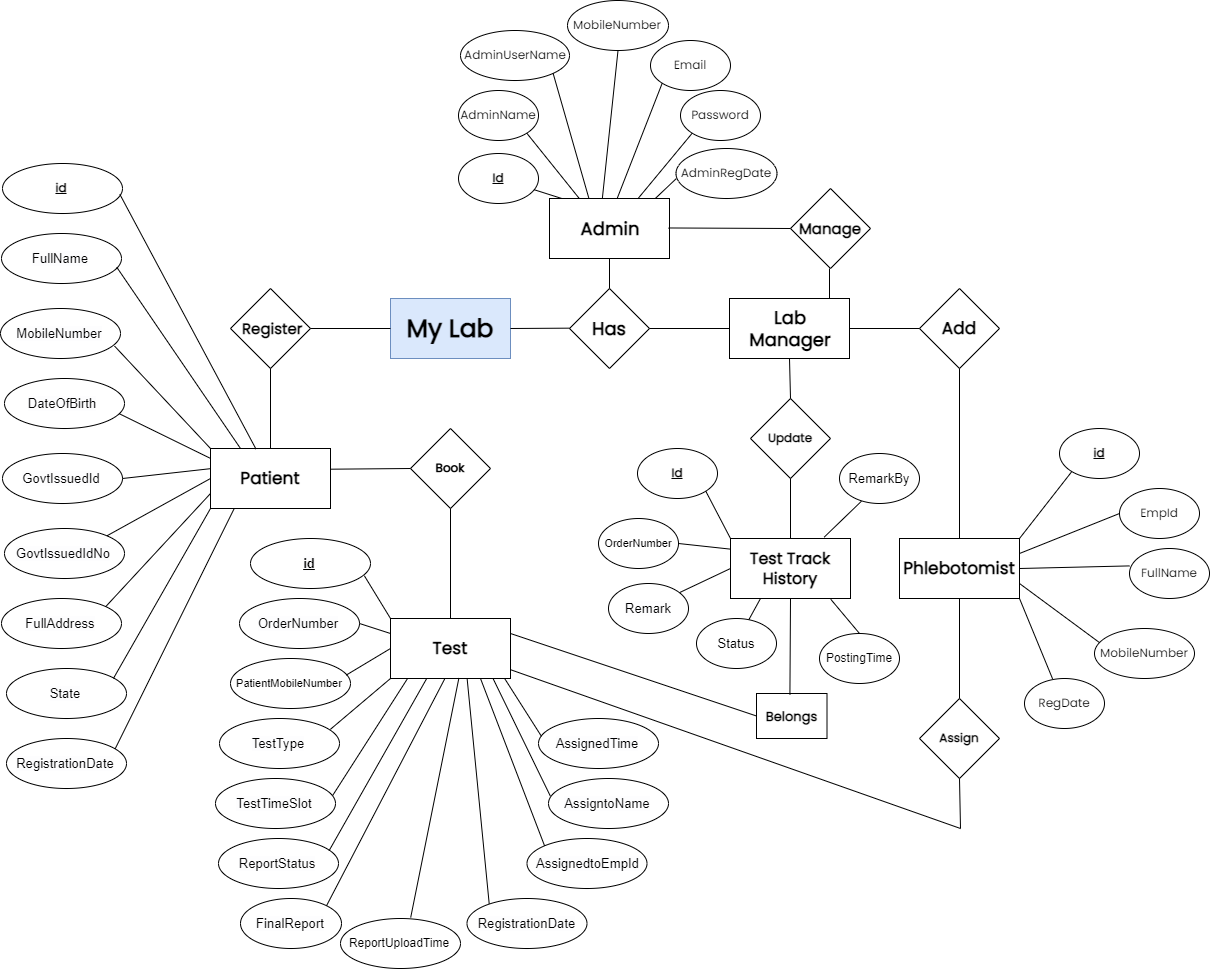 MobileNumber
AdminUserName
Email
AdminName
Password
Id
AdminRegDate
id
Admin
Manage
FullName
Register
My Lab
Has
Lab
Manager
Add
MobileNumber
DateOfBirth
Update
id
Book
Patient
Id
RemarkBy
GovtIssuedId
EmpId
GovtIssuedIdNo
id
OrderNumber
Test Track
History
Phlebotomist
FullName
FullAddress
OrderNumber
Remark
Test
Status
PostingTime
MobileNumber
State
PatientMobileNumber
RegDate
Belongs
RegistrationDate
TestType
AssignedTime
Assign
TestTimeSlot
AssigntoName
ReportStatus
AssignedtoEmpId
FinalReport
RegistrationDate
ReportUploadTime